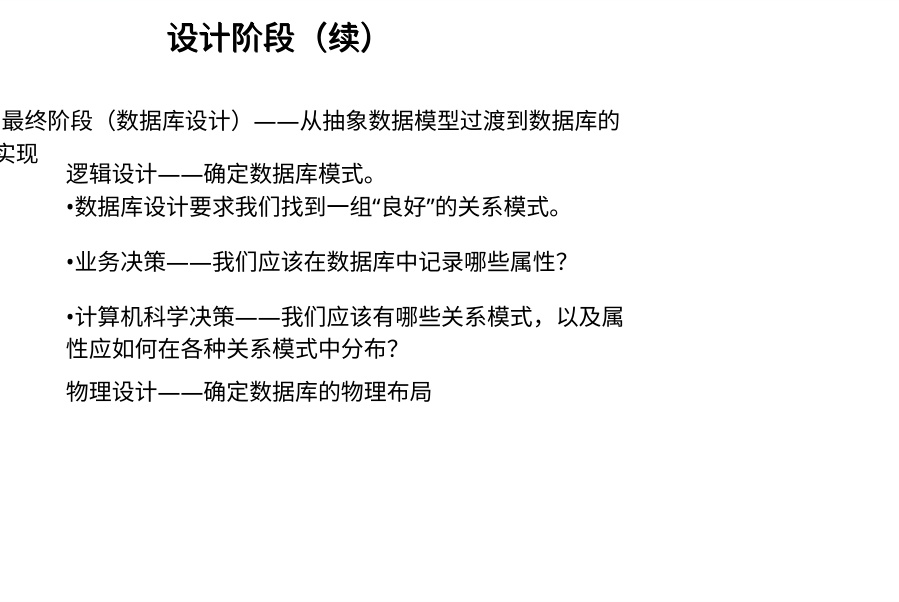 设计阶段（续）
最终阶段（数据库设计）——从抽象数据模型过渡到数据库的
实现
逻辑设计——确定数据库模式。
•数据库设计要求我们找到一组“良好”的关系模式。
•业务决策——我们应该在数据库中记录哪些属性？
•计算机科学决策——我们应该有哪些关系模式，以及属
性应如何在各种关系模式中分布？
物理设计——确定数据库的物理布局